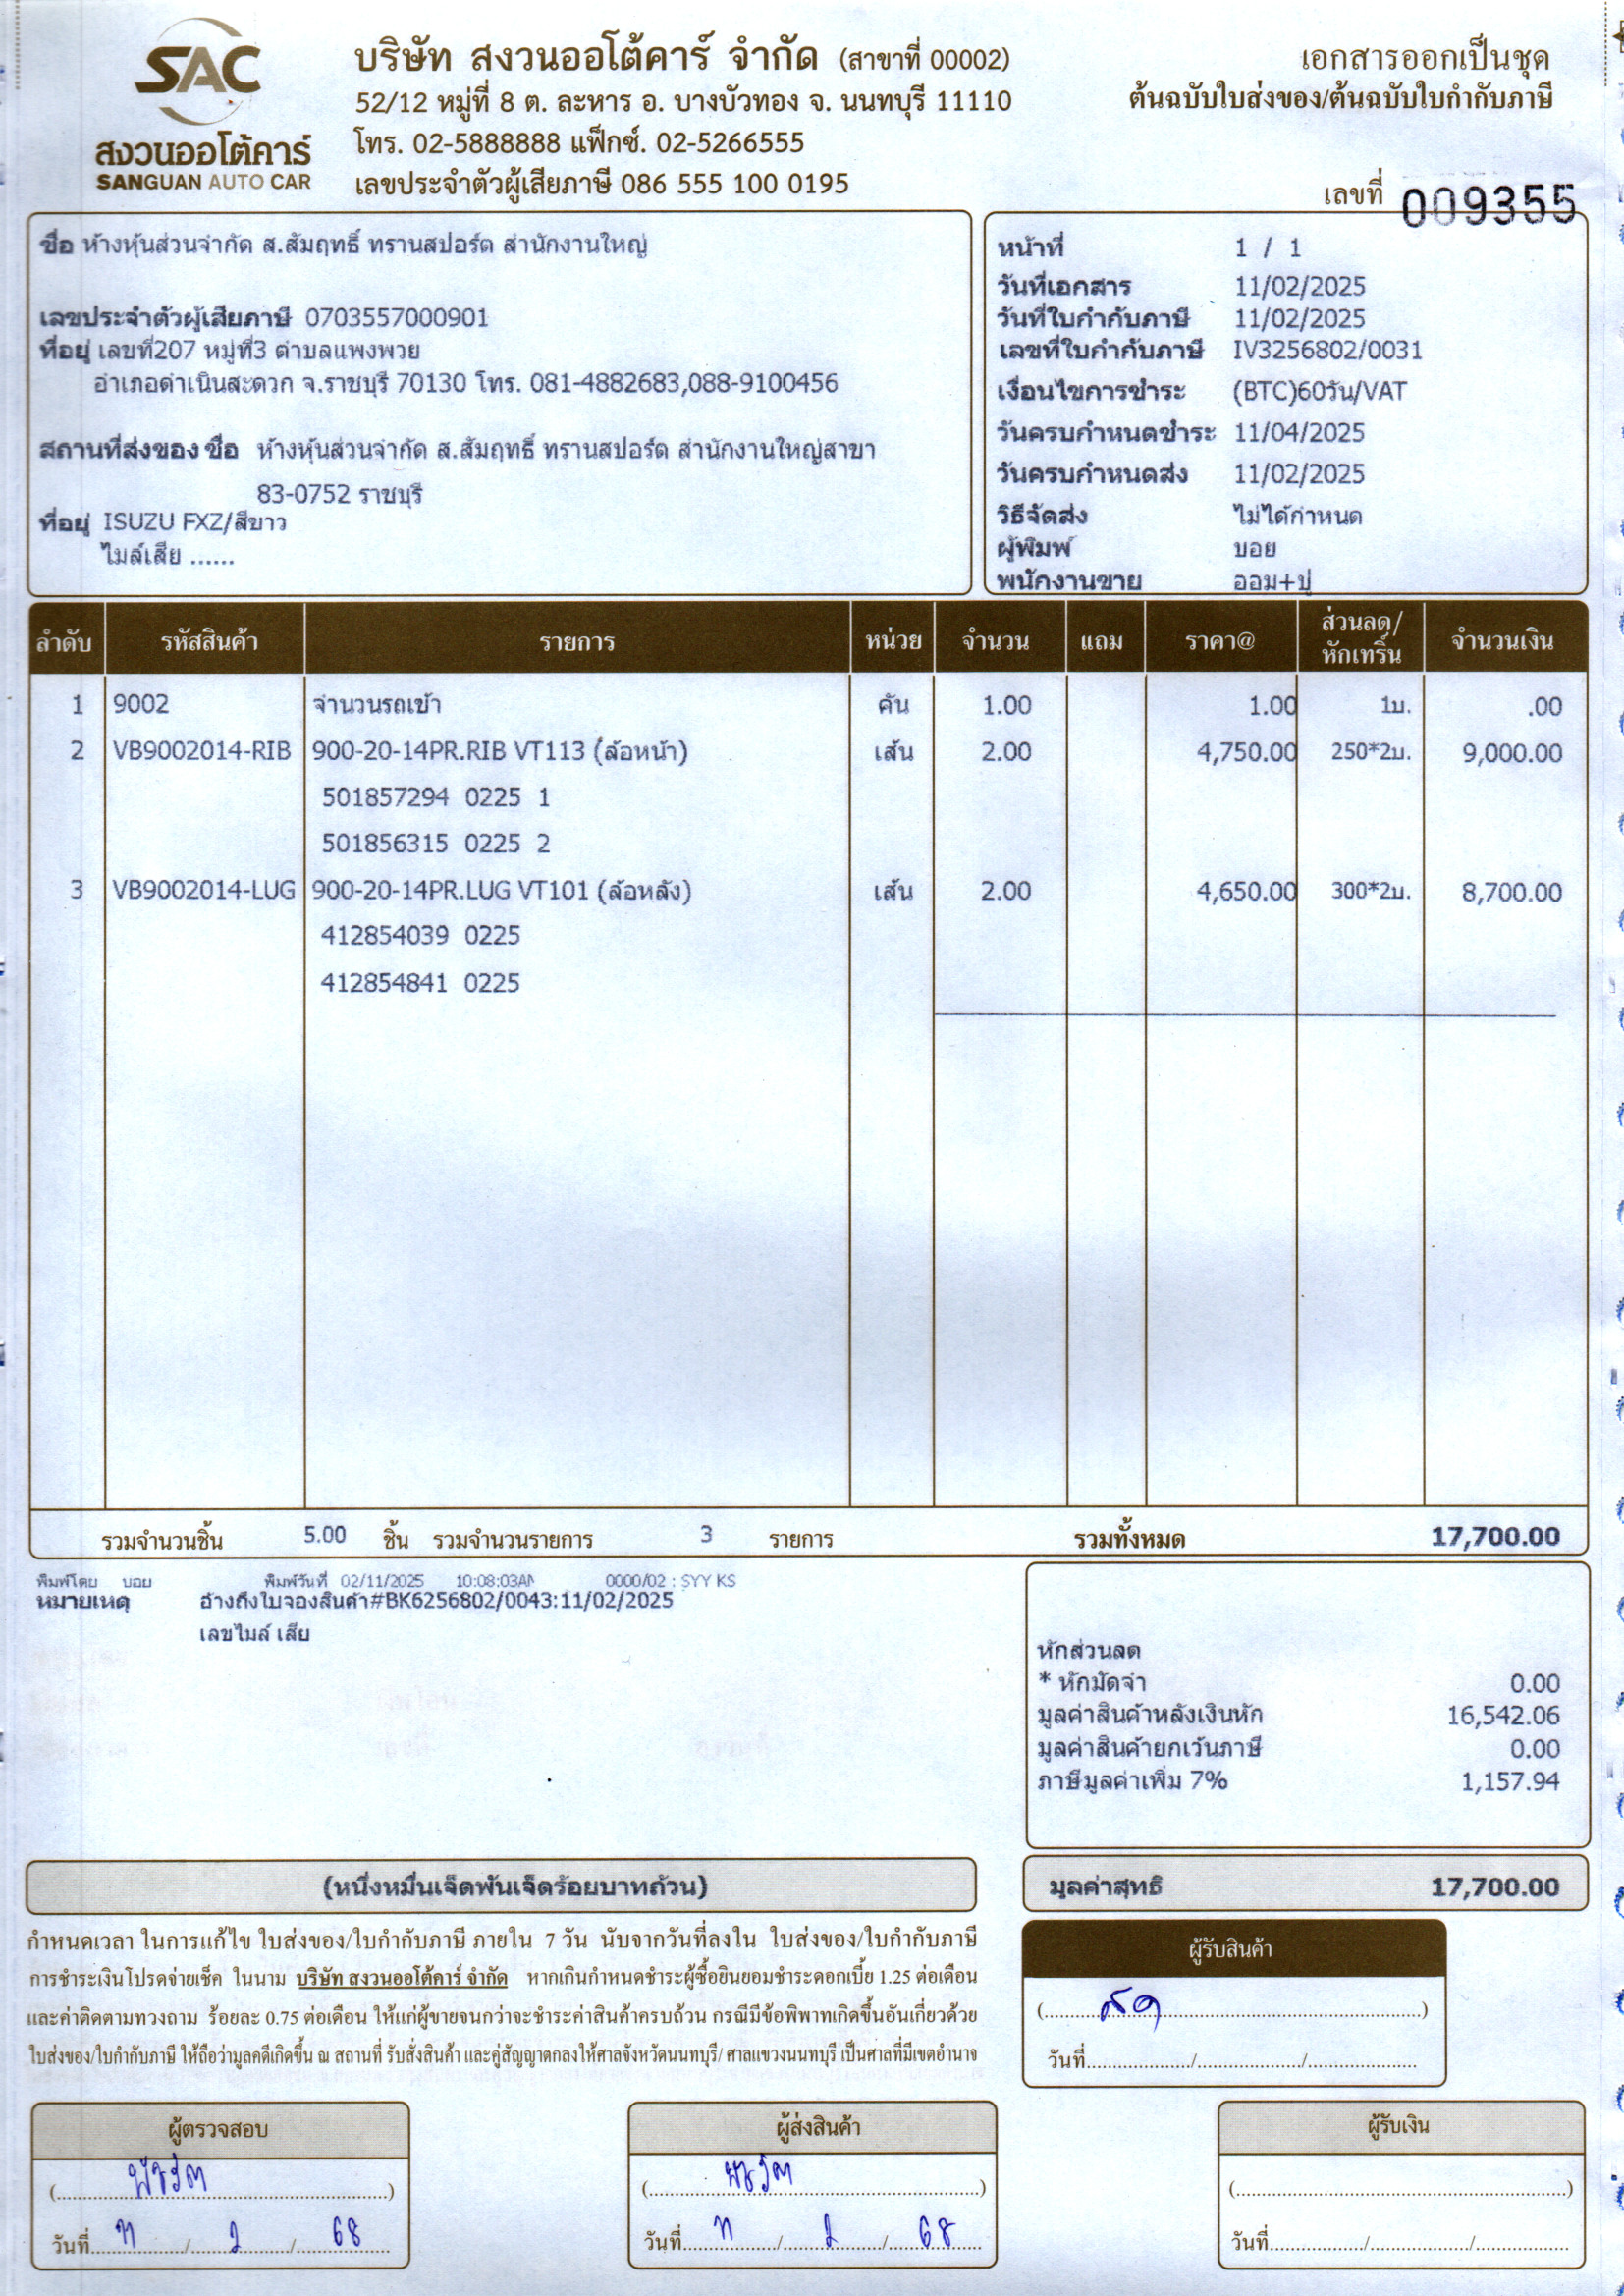 SAC
สงวนออโต้คาร์
SANGUAN AUTO CAR
บริษัท สงวนออโต้คาร์ จำกัด (สาขาที่ 00002)
52/12 หมู่ที่ 8 ต. ละหาร อ. บางบัวทอง จ. นนทบุรี 11110
โทร. 02-5888888 แฟ็กซ์. 02-5266555
เลขประจำตัวผู้เสียภาษี 086 555 100 0195
เอกสารออกเป็นชุด
ต้นฉบับใบส่งของ/ต้นฉบับใบกำกับภาษี
เลขที่ 009355
ชื่อ ห้างหุ้นส่วนจำกัด ส.สัมฤทธิ์ ทรานสปอร์ต สำนักงานใหญ่
เลขประจำตัวผู้เสียภาษี 0703557000901
ที่อยู่ เลขที่207 หมู่ที่3 ตำบลแพงพวย
อำเภอดำเนินสะดวก จ.ราชบุรี 70130 โทร. 081-4882683,088-9100456
สถานที่ส่งของ ชื่อ ห้างหุ้นส่วนจำกัด ส.สัมฤทธิ์ ทรานสปอร์ต สำนักงานใหญ่สาขา
83-0752 ราชบุรี
ที่อยู่ ISUZU FXZ/สีขาว
ไมล์เสีย ......
หน้าที่ 1 / 1
วันที่เอกสาร 11/02/2025
วันที่ใบกำกับภาษี 11/02/2025
เลขที่ใบกำกับภาษี IV3256802/0031
เงื่อนไขการชำระ (BTC)60วัน/VAT
วันครบกำหนดชำระ 11/04/2025
วันครบกำหนดส่ง 11/02/2025
วิธีจัดส่ง ไม่ได้กำหนด
ผู้พิมพ์ บอย
พนักงานขาย ออม+ปู
ลำดับ รหัสสินค้า รายการ หน่วย จำนวน แถม ราคา@ ส่วนลด/หักเทริ์น จำนวนเงิน
1 9002 จำนวนรถเข้า คัน 1.00 1.00 1บ. .00
2 VB9002014-RIB 900-20-14PR.RIB VT113 (ล้อหน้า) เส้น 2.00 4,750.00 250*2บ. 9,000.00
501857294 0225 1
501856315 0225 2
3 VB9002014-LUG 900-20-14PR.LUG VT101 (ล้อหลัง) เส้น 2.00 4,650.00 300*2บ. 8,700.00
412854039 0225
412854841 0225
รวมจำนวนชิ้น 5.00 ชิ้น รวมจำนวนรายการ 3 รายการ รวมทั้งหมด 17,700.00
พิมพ์โดย บอย พิมพ์วันที่ 02/11/2025 10:08:03AM 0000/02 : SYY KS
หมายเหตุ อ้างถึงใบจองสินค้า#BK6256802/0043:11/02/2025
เลขไมล์ เสีย
หักส่วนลด
* หักมัดจำ 0.00
มูลค่าสินค้าหลังเงินหัก 16,542.06
มูลค่าสินค้ายกเว้นภาษี 0.00
ภาษีมูลค่าเพิ่ม 7% 1,157.94
(หนึ่งหมื่นเจ็ดพันเจ็ดร้อยบาทถ้วน)
มูลค่าสุทธิ 17,700.00
กำหนดเวลา ในการแก้ไข ใบส่งของ/ใบกำกับภาษี ภายใน 7 วัน นับจากวันที่ลงใน ใบส่งของ/ใบกำกับภาษี
การชำระเงินโปรดจ่ายเช็ค ในนาม บริษัท สงวนออโต้คาร์ จำกัด หากเกินกำหนดชำระผู้ซื้อยินยอมชำระดอกเบี้ย 1.25 ต่อเดือน
และค่าติดตามทวงถาม ร้อยละ 0.75 ต่อเดือน ให้แก่ผู้ขายจนกว่าจะชำระค่าสินค้าครบถ้วน กรณีมีข้อพิพาทเกิดขึ้นอันเกี่ยวด้วย
ใบส่งของ/ใบกำกับภาษี ให้ถือว่ามูลคดีเกิดขึ้น ณ สถานที่ รับสั่งสินค้า และคู่สัญญาตกลงให้ศาลจังหวัดนนทบุรี/ ศาลแขวงนนทบุรี เป็นศาลที่มีเขตอำนาจ
ผู้รับสินค้า
วันที่ / /
ผู้ตรวจสอบ
วันที่ 11 / 2 / 68
ผู้ส่งสินค้า
วันที่ 11 / 2 / 68
ผู้รับเงิน
วันที่ / /